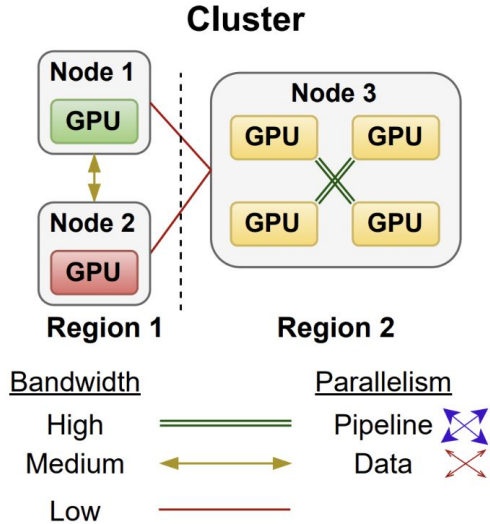 Cluster
Node 1
GPU
Node 2
GPU
Region 1
Node 3
GPU GPU
GPU GPU
Region 2
Bandwidth
High
Medium
Low
Parallelism
Pipeline
Data